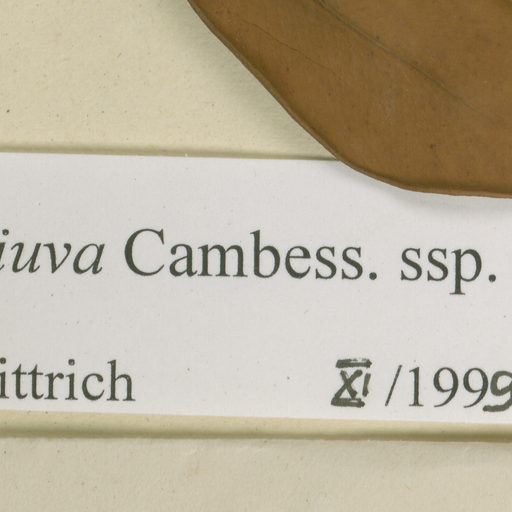 iuva Cambess. ssp.
ittrich XI /1999